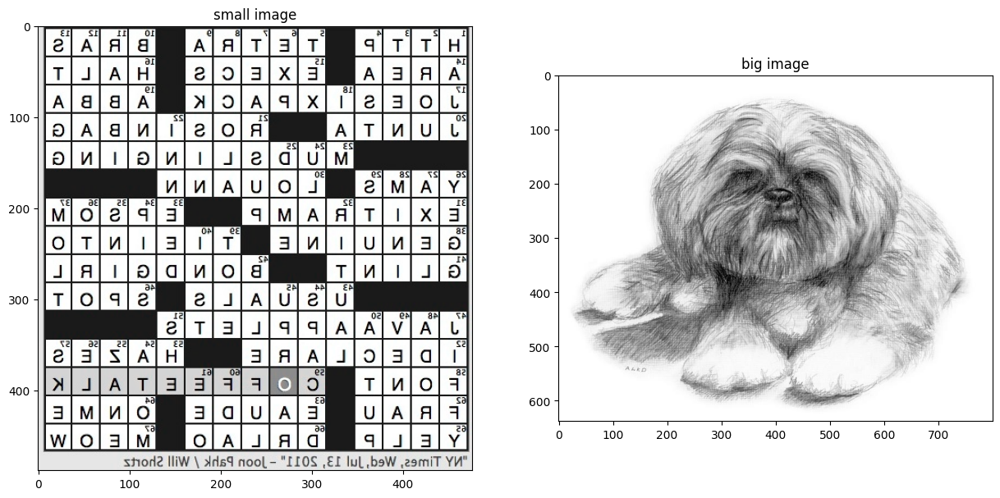 small image
1 H 2 T 3 T 4 P 5 T 6 E 7 T 8 R 9 A 10 B 11 R 12 A 13 S
14 A R E A 15 E X E C S 16 H A L T
17 J O E S 18 I X P A C K 19 A B B A
20 J U N T A 21 R O S 22 I N B A G
23 M 24 U 25 D S L I N G I N G
26 Y 27 A 28 M 29 S 30 L O U A N N
31 E X I T 32 R A M P 33 E 34 P 35 S 36 O 37 M
38 G E N U I N E 39 T 40 I E I N T O
41 G L I N T 42 B O N D G I R L
43 U 44 S 45 U A L S 46 S P O T
47 J 48 A 49 V 50 A A P P L E T 51 S
52 I D E C L A R E 53 H 54 A 55 Z 56 E 57 S
58 F O N T 59 C O F 60 F 61 E E T A L K
62 F R A U 63 E A U D E 64 O N M E
65 Y E L P 66 D R L A O 67 M E O W
"NY Times, Wed, Jul 13, 2011" – Joon Pahk / Will Shortz
0 100 200 300 400
0 100 200 300 400
big image
0 100 200 300 400 500 600
0 100 200 300 400 500 600 700